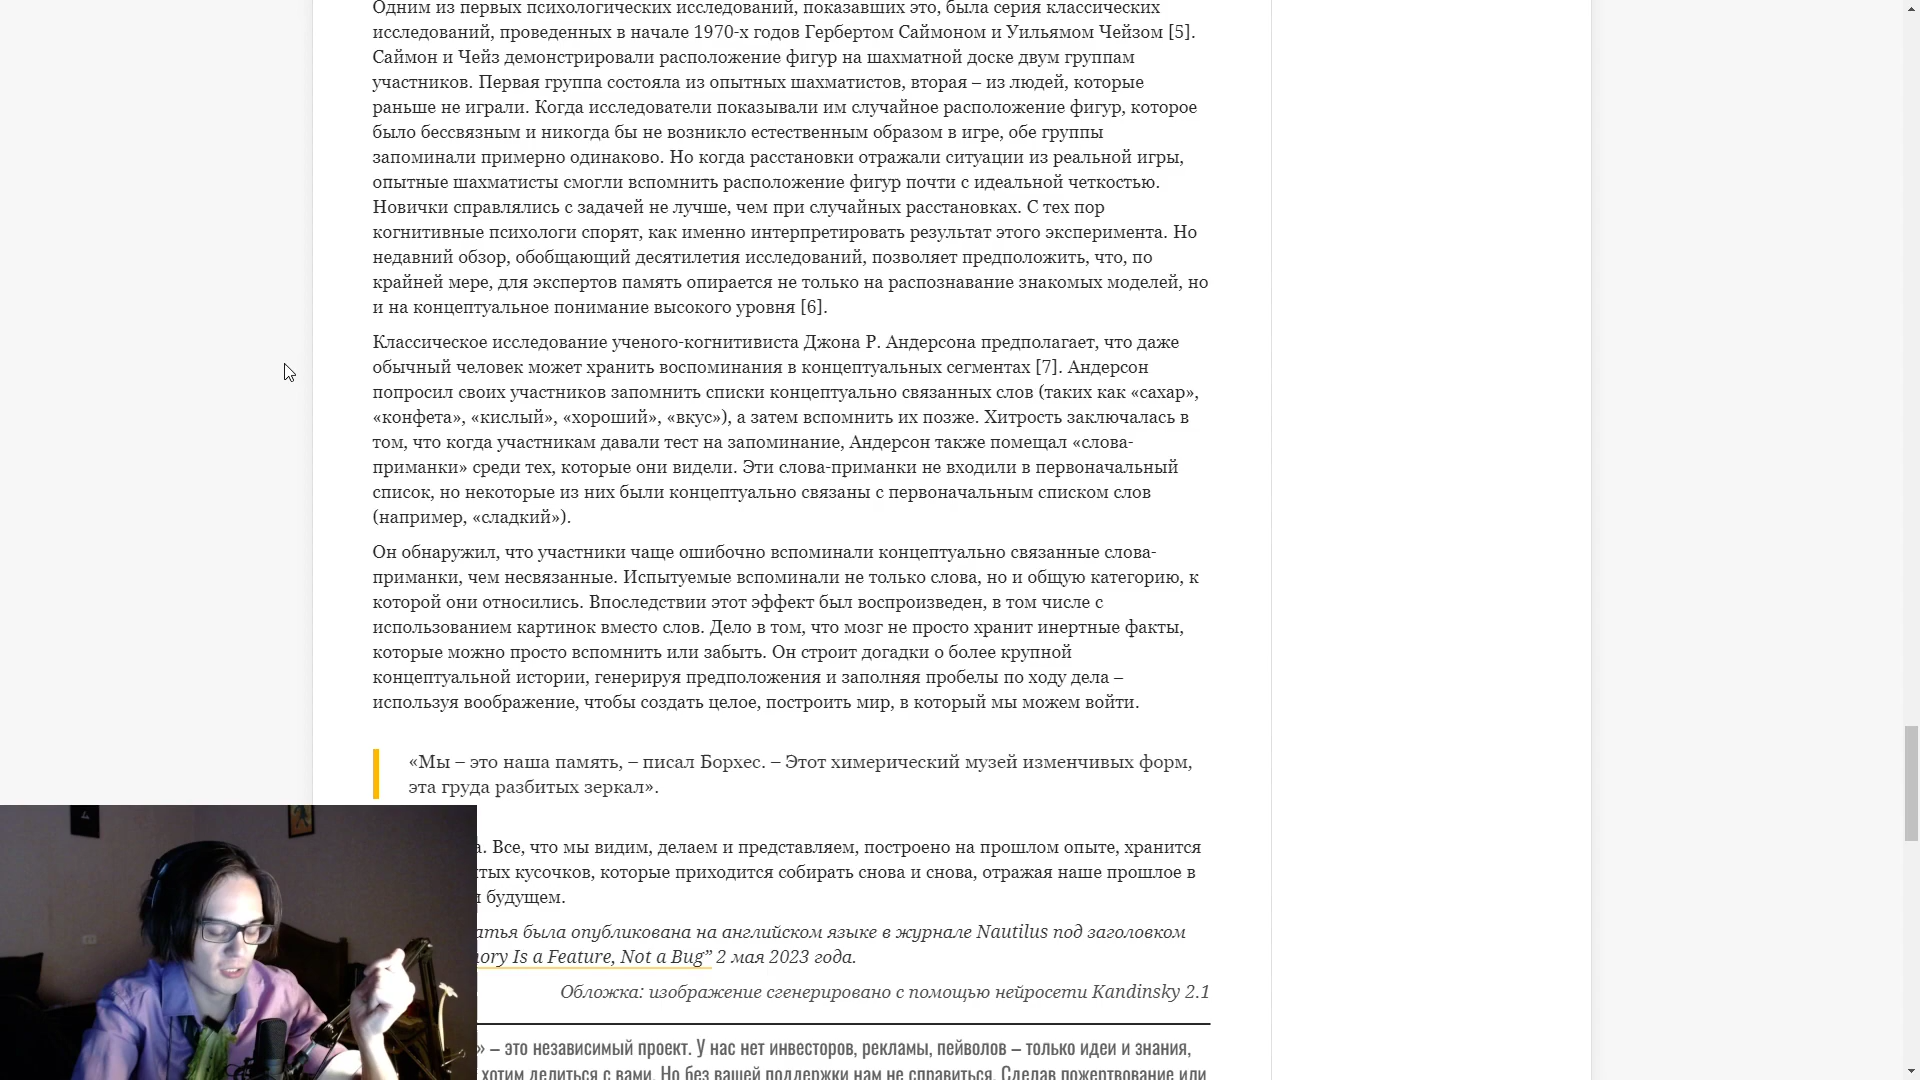 Одним из первых психологических исследований, показавших это, была серия классических
исследований, проведенных в начале 1970-х годов Гербертом Саймоном и Уильямом Чейзом [5].
Саймон и Чейз демонстрировали расположение фигур на шахматной доске двум группам
участников. Первая группа состояла из опытных шахматистов, вторая – из людей, которые
раньше не играли. Когда исследователи показывали им случайное расположение фигур, которое
было бессвязным и никогда бы не возникло естественным образом в игре, обе группы
запоминали примерно одинаково. Но когда расстановки отражали ситуации из реальной игры,
опытные шахматисты смогли вспомнить расположение фигур почти с идеальной четкостью.
Новички справлялись с задачей не лучше, чем при случайных расстановках. С тех пор
когнитивные психологи спорят, как именно интерпретировать результат этого эксперимента. Но
недавний обзор, обобщающий десятилетия исследований, позволяет предположить, что, по
крайней мере, для экспертов память опирается не только на распознавание знакомых моделей, но
и на концептуальное понимание высокого уровня [6].
Классическое исследование ученого-когнитивиста Джона Р. Андерсона предполагает, что даже
обычный человек может хранить воспоминания в концептуальных сегментах [7]. Андерсон
попросил своих участников запомнить списки концептуально связанных слов (таких как «сахар»,
«конфета», «кислый», «хороший», «вкус»), а затем вспомнить их позже. Хитрость заключалась в
том, что когда участникам давали тест на запоминание, Андерсон также помещал «слова-
приманки» среди тех, которые они видели. Эти слова-приманки не входили в первоначальный
список, но некоторые из них были концептуально связаны с первоначальным списком слов
(например, «сладкий»).
Он обнаружил, что участники чаще ошибочно вспоминали концептуально связанные слова-
приманки, чем несвязанные. Испытуемые вспоминали не только слова, но и общую категорию, к
которой они относились. Впоследствии этот эффект был воспроизведен, в том числе с
использованием картинок вместо слов. Дело в том, что мозг не просто хранит инертные факты,
которые можно просто вспомнить или забыть. Он строит догадки о более крупной
концептуальной истории, генерируя предположения и заполняя пробелы по ходу дела –
используя воображение, чтобы создать целое, построить мир, в который мы можем войти.
«Мы – это наша память, – писал Борхес. – Этот химерический музей изменчивых форм,
эта груда разбитых зеркал».
Все, что мы видим, делаем и представляем, построено на прошлом опыте, хранится
кусочков, которые приходится собирать снова и снова, отражая наше прошлое в
будущем.
была опубликована на английском языке в журнале Nautilus под заголовком
Is a Feature, Not a Bug” 2 мая 2023 года.
Обложка: изображение сгенерировано с помощью нейросети Kandinsky 2.1
» – это независимый проект. У нас нет инвесторов, рекламы, пейволов – только идеи и знания,
хотим делиться с вами. Но без вашей поддержки нам не справиться. Сделав пожертвование или